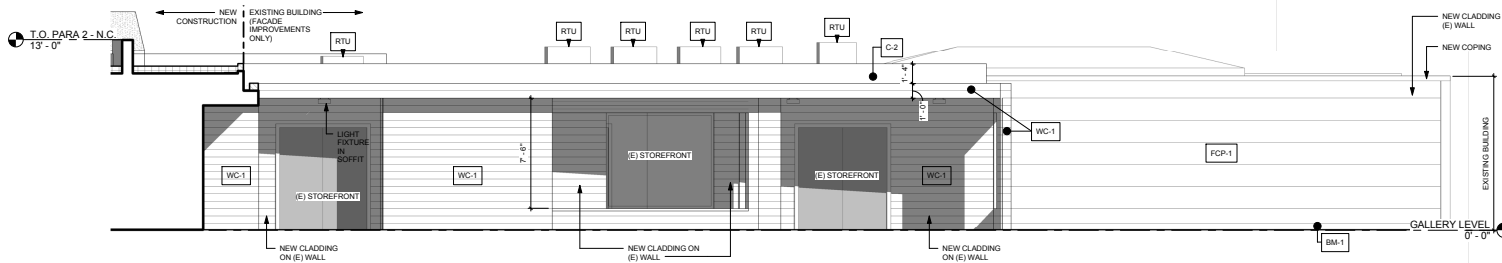 NEW
CONSTRUCTION
EXISTING BUILDING
(FACADE
IMPROVEMENTS
ONLY)
T.O. PARA 2 - N.C.
13' - 0"
RTU
RTU
RTU
RTU
RTU
RTU
C-2
1' - 4"
1' - 0"
NEW CLADDING
(E) WALL
NEW COPING
LIGHT
FIXTURE
IN
SOFFIT
7' - 6"
(E) STOREFRONT
WC-1
WC-1
WC-1
WC-1
(E) STOREFRONT
(E) STOREFRONT
FCP-1
EXISTING BUILDING
GALLERY LEVEL
0' - 0"
BM-1
NEW CLADDING
ON (E) WALL
NEW CLADDING ON
(E) WALL
NEW CLADDING
ON (E) WALL